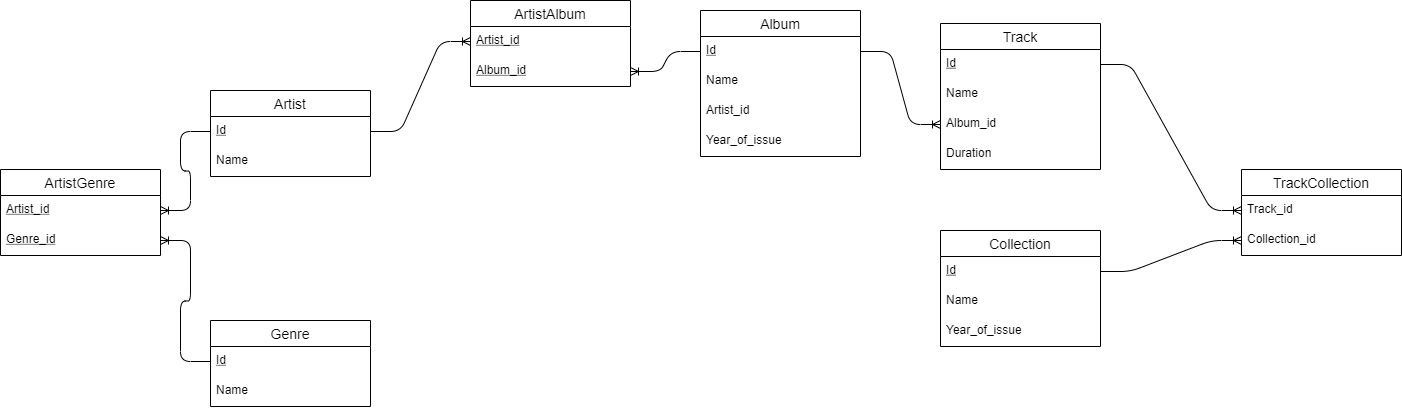 ArtistAlbum
Artist_id
Album_id
Album
Id
Name
Artist_id
Year_of_issue
Track
Id
Name
Album_id
Duration
Artist
Id
Name
ArtistGenre
Artist_id
Genre_id
TrackCollection
Track_id
Collection_id
Collection
Id
Name
Year_of_issue
Genre
Id
Name